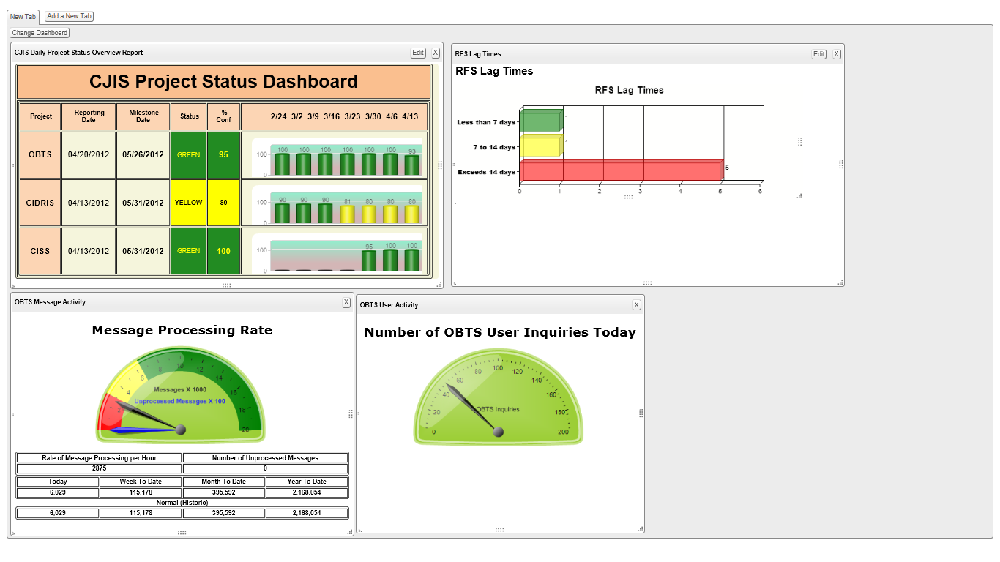 New Tab Add a New Tab
Change Dashboard
CJIS Daily Project Status Overview Report Edit X
CJIS Project Status Dashboard
Project Reporting Date Milestone Date Status % Conf 2/24 3/2 3/9 3/16 3/23 3/30 4/6 4/13
OBTS 04/20/2012 05/26/2012 GREEN 95
100 0 100 100 100 100 100 100 93
CIDRIS 04/13/2012 05/31/2012 YELLOW 80
100 0 90 90 90 81 80 80 80
CISS 04/13/2012 05/31/2012 GREEN 100
100 0 95 100 100
RFS Lag Times Edit X
RFS Lag Times
RFS Lag Times
Less than 7 days 1
7 to 14 days 1
Exceeds 14 days 5
0 1 2 3 4 5 6
OBTS Message Activity X
Message Processing Rate
2 4 6 8 10 12 14 16 18 20
Messages X 1000
Unprocessed Messages X 100
Rate of Message Processing per Hour Number of Unprocessed Messages
2875 0
Today Week To Date Month To Date Year To Date
6,029 115,178 395,592 2,168,054
Normal (Historic)
6,029 115,178 395,592 2,168,054
OBTS User Activity X
Number of OBTS User Inquiries Today
0 20 40 60 80 100 120 140 160 180 200
OBTS Inquiries